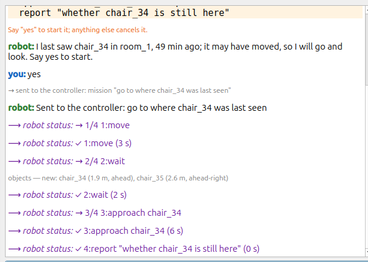 report "whether chair_34 is still here"
Say "yes" to start it; anything else cancels it.
robot: I last saw chair_34 in room_1, 49 min ago; it may have moved, so I will go and
look. Say yes to start.
you: yes
→ sent to the controller: mission "go to where chair_34 was last seen"
robot: Sent to the controller: go to where chair_34 was last seen
⟶ robot status: → 1/4 1:move
⟶ robot status: ✓ 1:move (3 s)
⟶ robot status: → 2/4 2:wait
objects — new: chair_34 (1.9 m, ahead), chair_35 (2.6 m, ahead-right)
⟶ robot status: ✓ 2:wait (2 s)
⟶ robot status: → 3/4 3:approach chair_34
⟶ robot status: ✓ 3:approach chair_34 (6 s)
⟶ robot status: ✓ 4:report "whether chair_34 is still here" (0 s)